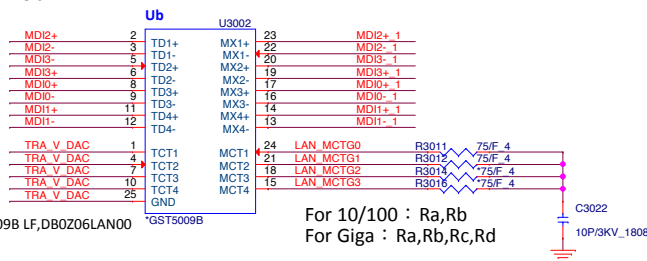 Ub
U3002
MDI2+ 2 TD1+ MX1+ 23 MDI2+_1
MDI2- 3 TD1- MX1- 22 MDI2-_1
MDI3- 5 TD2+ MX2+ 20 MDI3-_1
MDI3+ 6 TD2- MX2- 19 MDI3+_1
MDI0+ 8 TD3+ MX3+ 17 MDI0+_1
MDI0- 9 TD3- MX3- 16 MDI0-_1
MDI1+ 11 TD4+ MX4+ 14 MDI1+_1
MDI1- 12 TD4- MX4- 13 MDI1-_1
TRA_V_DAC 1 TCT1 MCT1 24 LAN_MCTG0 R3011 75/F_4
TRA_V_DAC 4 TCT2 MCT2 21 LAN_MCTG1 R3012 75/F_4
TRA_V_DAC 7 TCT3 MCT3 18 LAN_MCTG2 R3014 *75/F_4
TRA_V_DAC 10 TCT4 MCT4 15 LAN_MCTG3 R3016 *75/F_4
TRA_V_DAC 25 GND
*GST5009B
09B LF,DB0Z06LAN00
For 10/100：Ra,Rb
For Giga：Ra,Rb,Rc,Rd
C3022
10P/3KV_1808